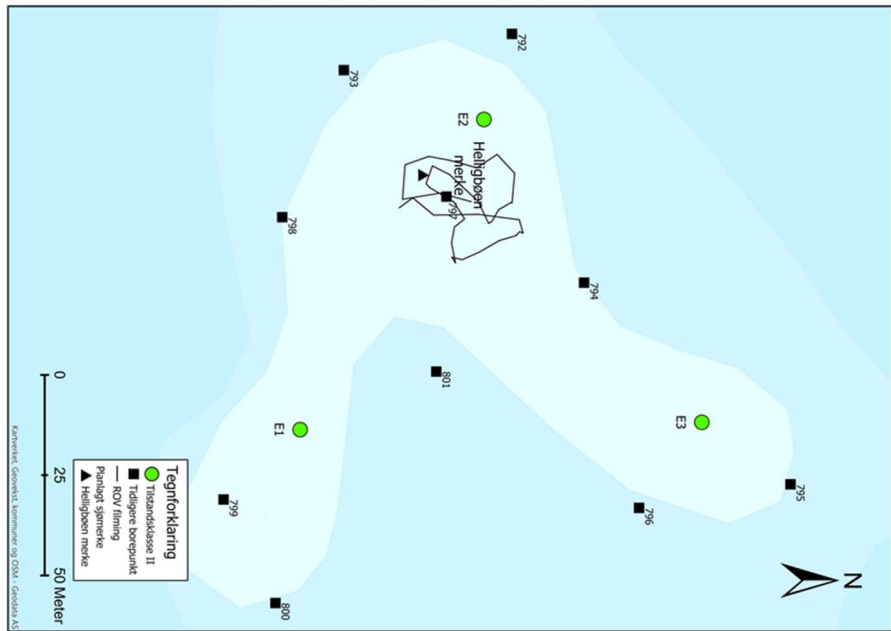 792
793
E2
Helligbøen
merke
797
798
794
801
E3
E1
795
796
799
800
N
0
25
50 Meter
Tegnforklaring
Tilstandsklasse II
Tidligere borepunkt
ROV filming
Planlagt sjømerke
Helligbøen merke
Kartverket, Geovekst, kommuner og OSM - Geodata AS